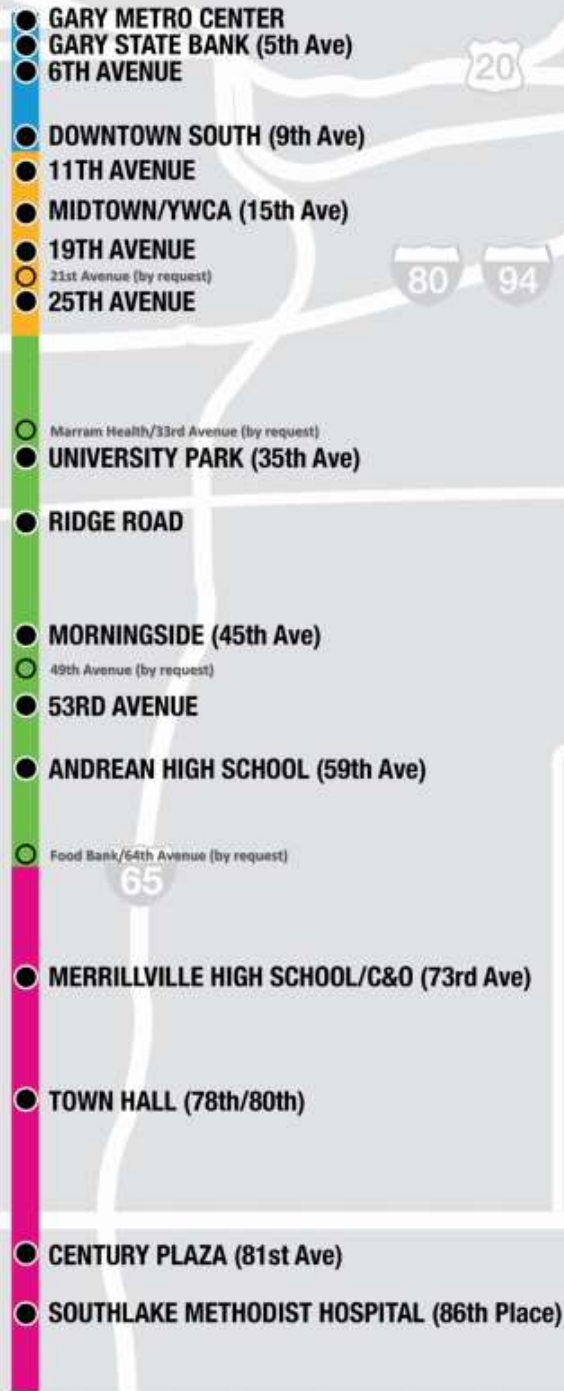 GARY METRO CENTER
GARY STATE BANK (5th Ave)
6TH AVENUE
20
DOWNTOWN SOUTH (9th Ave)
11TH AVENUE
MIDTOWN/YWCA (15th Ave)
19TH AVENUE
21st Avenue (by request)
80 94
25TH AVENUE
Marram Health/33rd Avenue (by request)
UNIVERSITY PARK (35th Ave)
RIDGE ROAD
MORNINGSIDE (45th Ave)
49th Avenue (by request)
53RD AVENUE
ANDREAN HIGH SCHOOL (59th Ave)
Food Bank/64th Avenue (by request)
65
MERRILLVILLE HIGH SCHOOL/C&O (73rd Ave)
TOWN HALL (78th/80th)
CENTURY PLAZA (81st Ave)
SOUTHLAKE METHODIST HOSPITAL (86th Place)